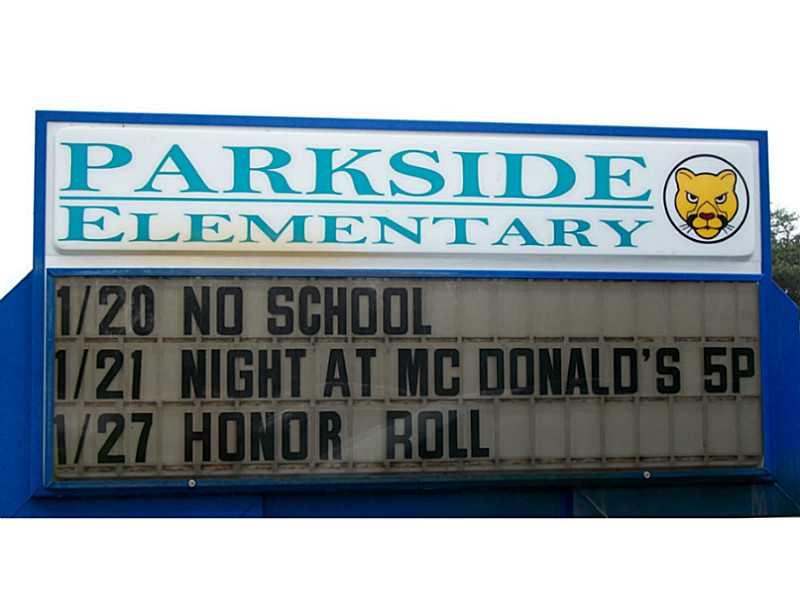 PARKSIDE
ELEMENTARY
1/20 NO SCHOOL
1/21 NIGHT AT MC DONALD'S 5P
1/27 HONOR ROLL